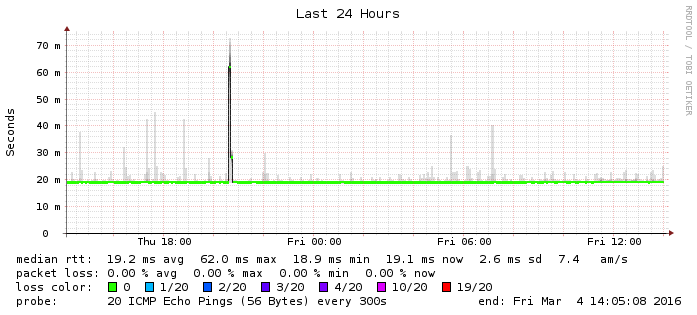 Last 24 Hours
RRDTOOL / TOBI OETIKER
Seconds
70 m
60 m
50 m
40 m
30 m
20 m
10 m
0
Thu 18:00 Fri 00:00 Fri 06:00 Fri 12:00
median rtt: 19.2 ms avg 62.0 ms max 18.9 ms min 19.1 ms now 2.6 ms sd 7.4 am/s
packet loss: 0.00 % avg 0.00 % max 0.00 % min 0.00 % now
loss color: 0 1/20 2/20 3/20 4/20 10/20 19/20
probe: 20 ICMP Echo Pings (56 Bytes) every 300s end: Fri Mar 4 14:05:08 2016